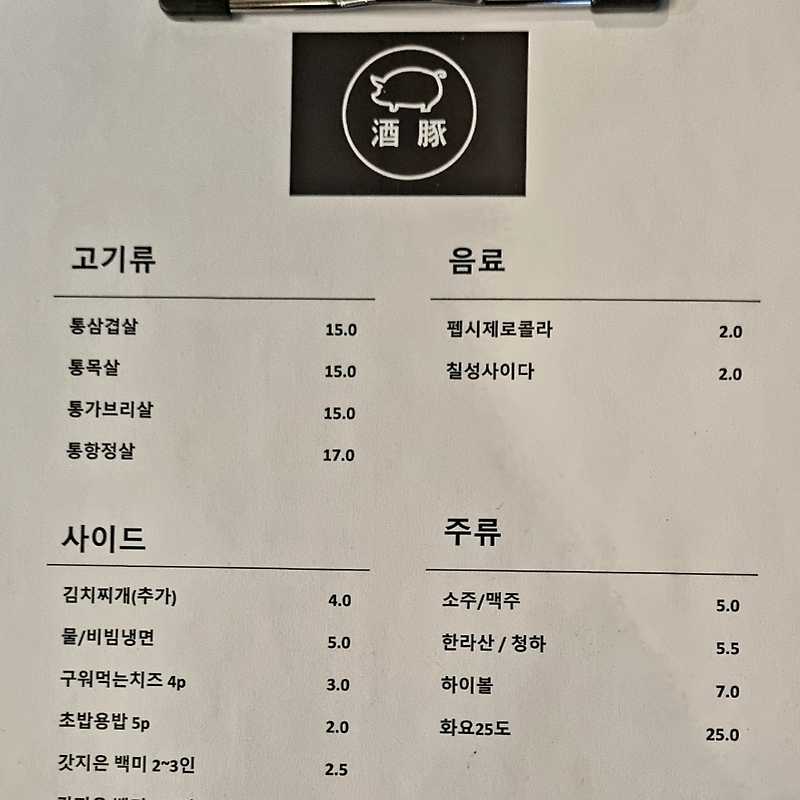 酒 豚
고기류
통삼겹살 15.0
통목살 15.0
통가브리살 15.0
통항정살 17.0
음료
펩시제로콜라 2.0
칠성사이다 2.0
사이드
김치찌개(추가) 4.0
물/비빔냉면 5.0
구워먹는치즈 4p 3.0
초밥용밥 5p 2.0
갓지은 백미 2~3인 2.5
주류
소주/맥주 5.0
한라산 / 청하 5.5
하이볼 7.0
화요25도 25.0